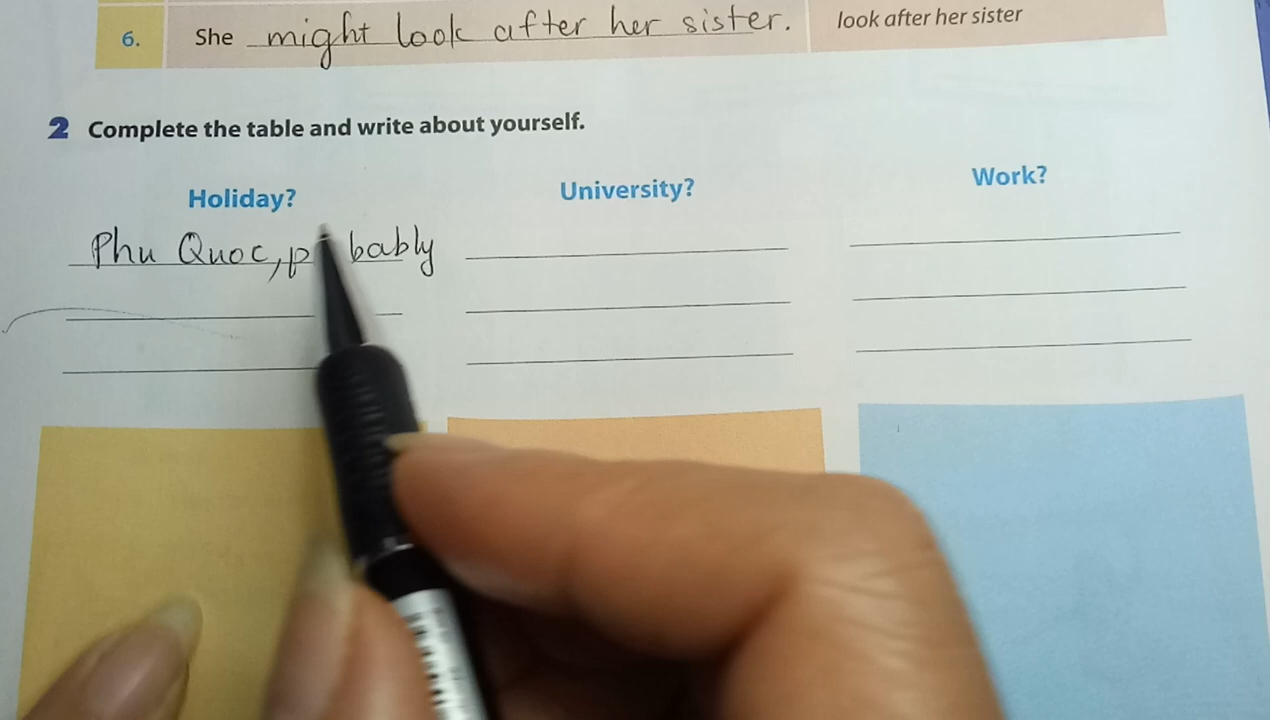 6. She might look after her sister. look after her sister
2 Complete the table and write about yourself.
Holiday? University? Work?
Phu Quoc,